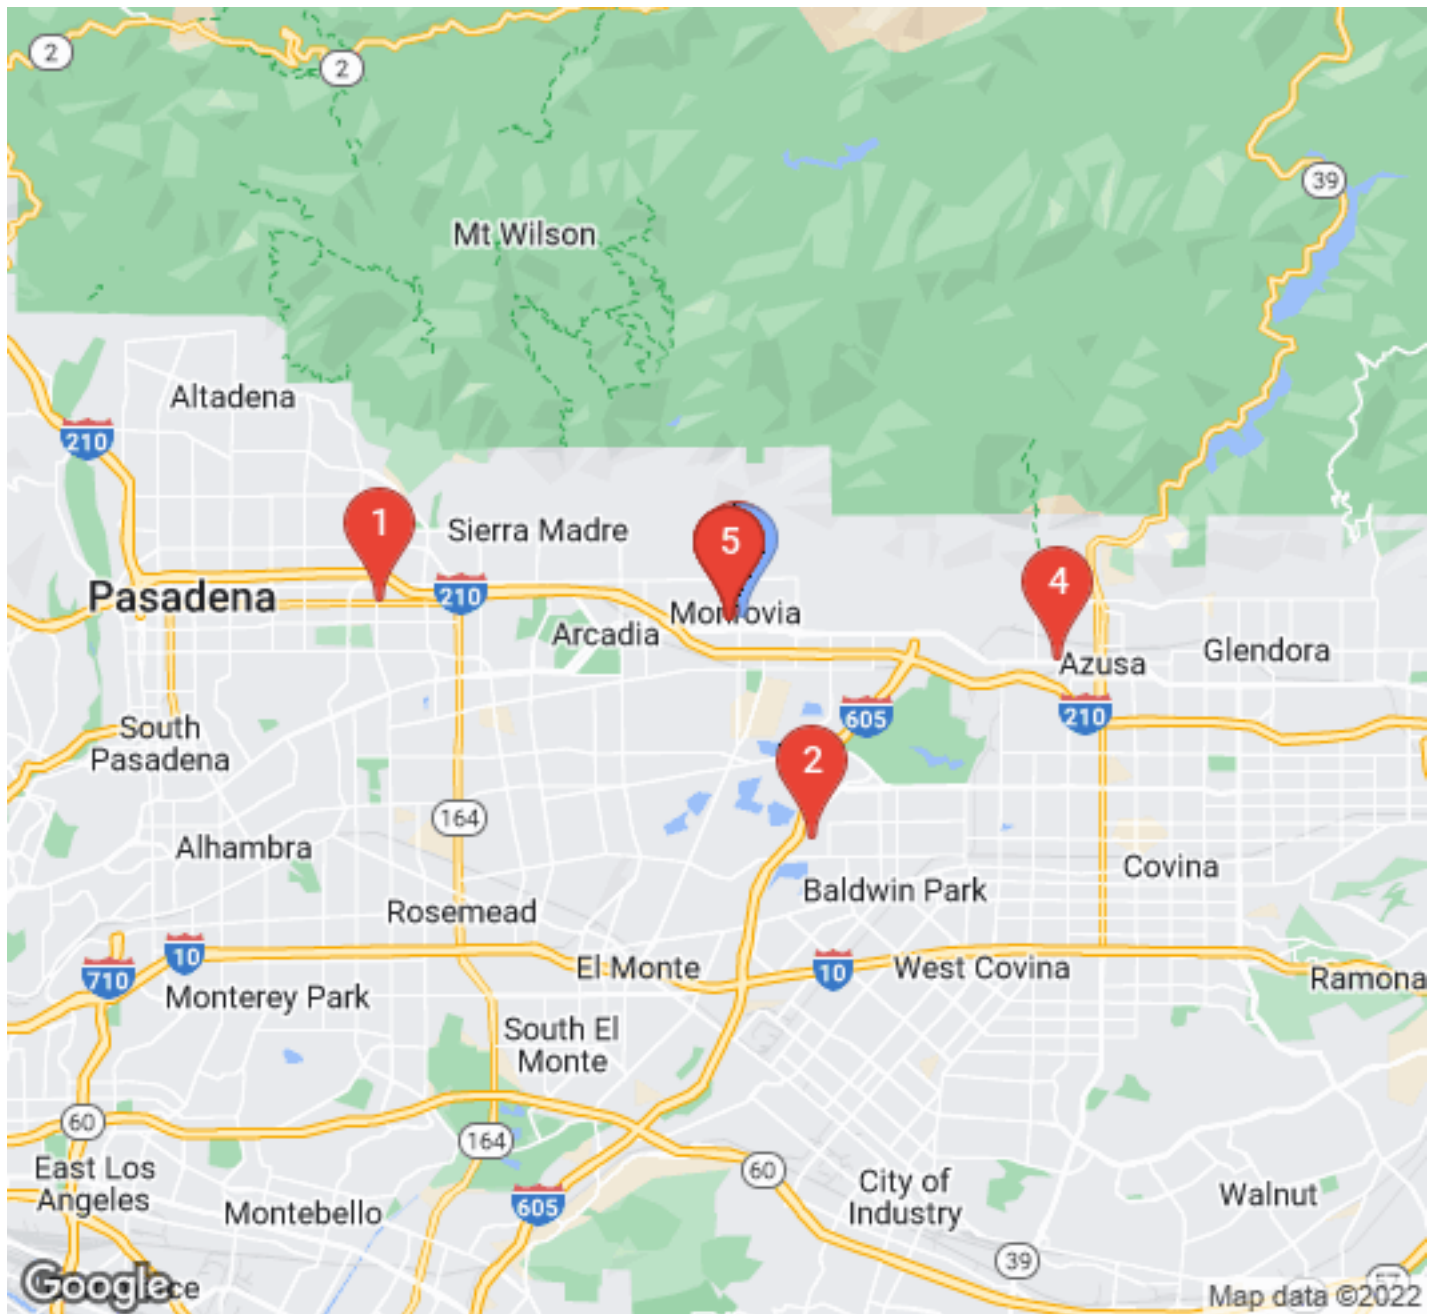 2
2
39
Mt Wilson
Altadena
210
1
Sierra Madre
5
4
Pasadena
210
Monrovia
Arcadia
Azusa
Glendora
605
210
South
Pasadena
2
164
Alhambra
Covina
Baldwin Park
Rosemead
10
710
El Monte
10
West Covina
Ramona
Monterey Park
South El
Monte
60
164
60
East Los
Angeles
City of
Industry
Walnut
605
Montebello
39
57
Google
Map data ©2022